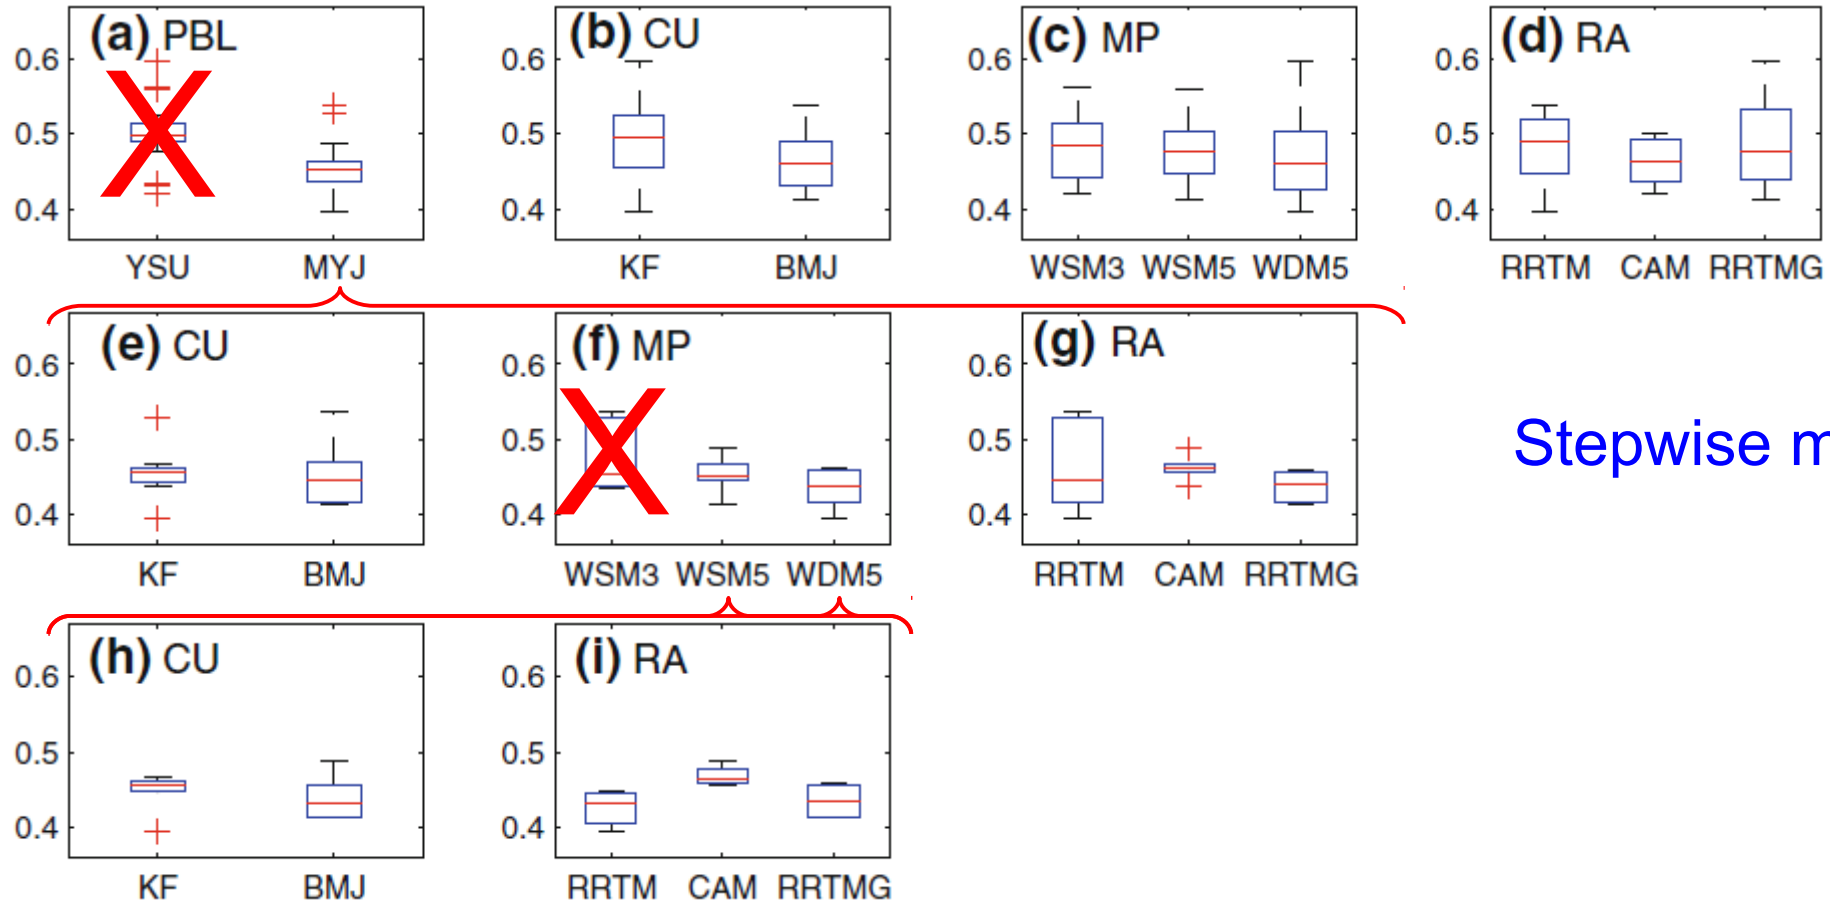 (a) PBL
0.6
0.5
0.4
YSU MYJ
(b) CU
0.6
0.5
0.4
KF BMJ
(c) MP
0.6
0.5
0.4
WSM3 WSM5 WDM5
(d) RA
0.6
0.5
0.4
RRTM CAM RRTMG
(e) CU
0.6
0.5
0.4
KF BMJ
(f) MP
0.6
0.5
0.4
WSM3 WSM5 WDM5
(g) RA
0.6
0.5
0.4
RRTM CAM RRTMG
Stepwise m
(h) CU
0.6
0.5
0.4
KF BMJ
(i) RA
0.6
0.5
0.4
RRTM CAM RRTMG